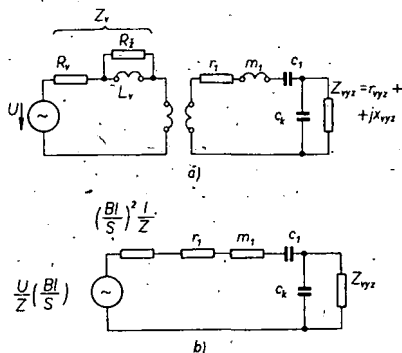 Z_v
R_v
R_ž
L_v
U
r_1
m_1
c_1
c_k
Z_vyz = r_vyz +
+ jx_vyz
a)
(Bl/S)² 1/Z
r_1
m_1
c_1
U/Z (Bl/S)
c_k
Z_vyz
b)